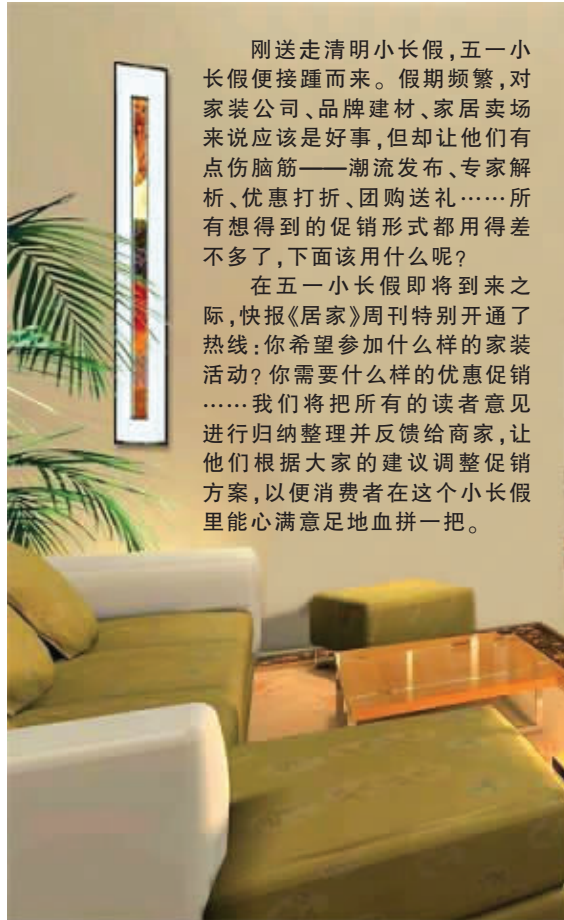 刚送走清明小长假,五一小
长假便接踵而来。假期频繁,对
家装公司、品牌建材、家居卖场
来说应该是好事,但却让他们有
点伤脑筋——潮流发布、专家解
析、优惠打折、团购送礼……所
有想得到的促销形式都用得差
不多了,下面该用什么呢?
在五一小长假即将到来之
际,快报《居家》周刊特别开通了
热线:你希望参加什么样的家装
活动?你需要什么样的优惠促销
……我们将把所有的读者意见
进行归纳整理并反馈给商家,让
他们根据大家的建议调整促销
方案,以便消费者在这个小长假
里能心满意足地血拼一把。